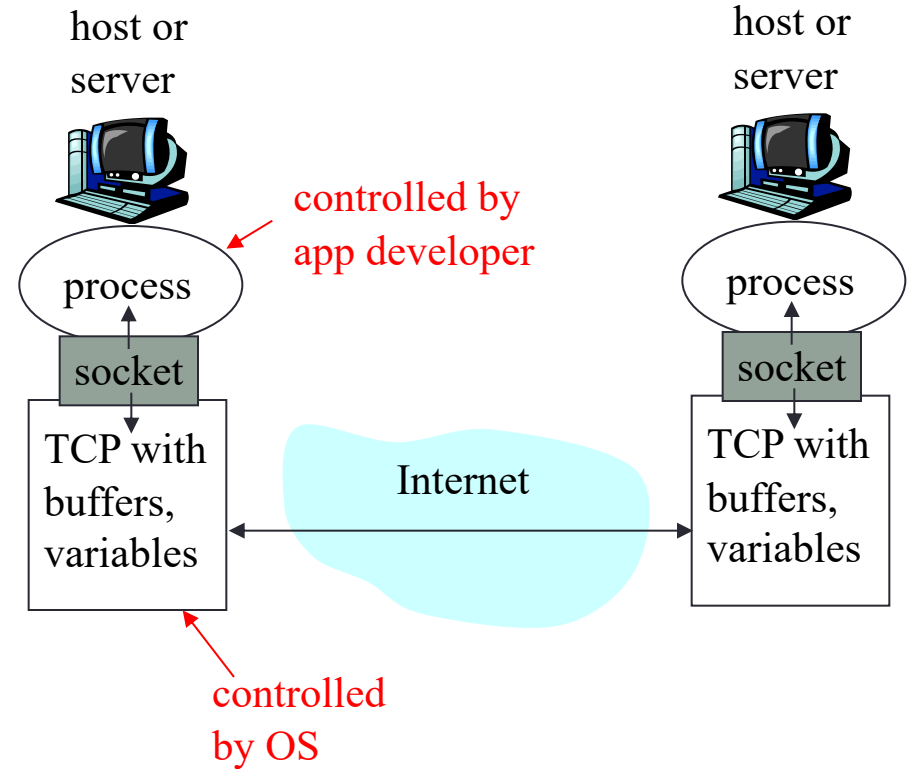 host or
server
host or
server
controlled by
app developer
process
process
socket
socket
TCP with
buffers,
variables
Internet
TCP with
buffers,
variables
controlled
by OS